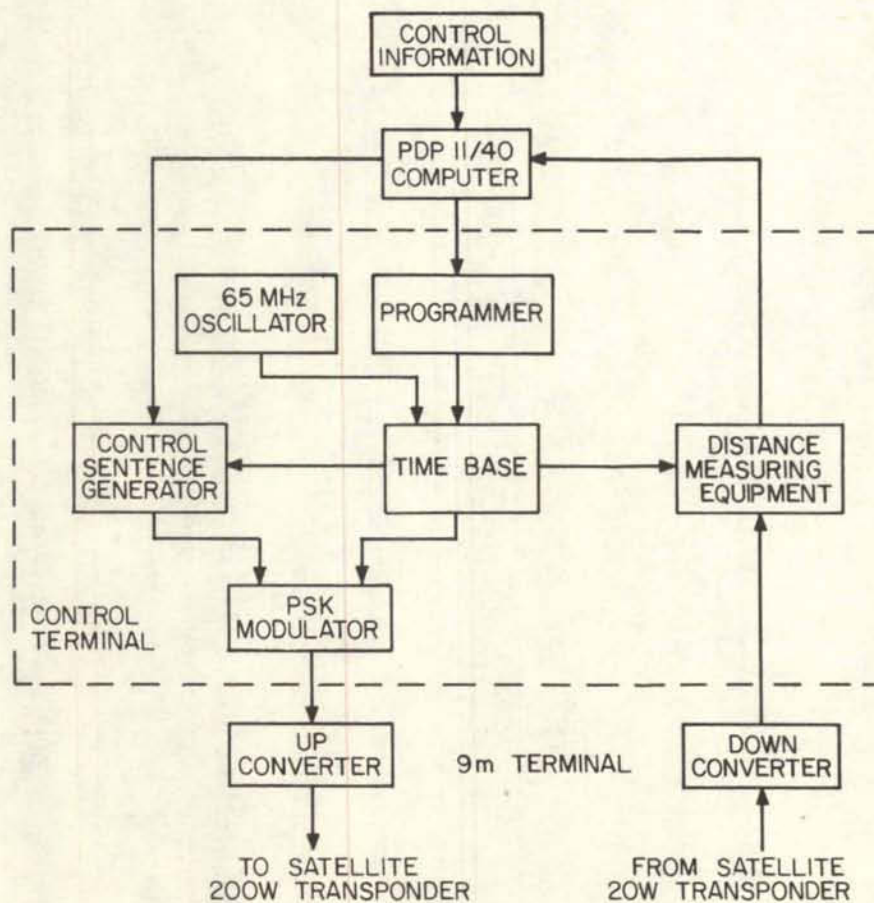 CONTROL
INFORMATION
PDP 11/40
COMPUTER
65 MHz
OSCILLATOR
PROGRAMMER
CONTROL
SENTENCE
GENERATOR
TIME BASE
DISTANCE
MEASURING
EQUIPMENT
PSK
MODULATOR
CONTROL
TERMINAL
UP
CONVERTER
9m TERMINAL
DOWN
CONVERTER
TO SATELLITE
200W TRANSPONDER
FROM SATELLITE
20W TRANSPONDER